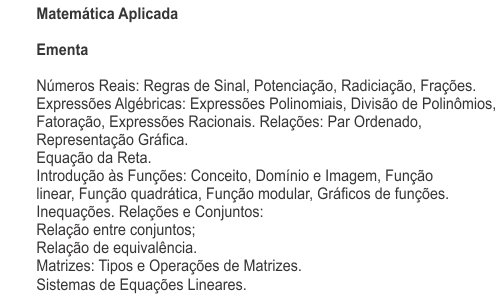 Matemática Aplicada
Ementa
Números Reais: Regras de Sinal, Potenciação, Radiciação, Frações.
Expressões Algébricas: Expressões Polinomiais, Divisão de Polinômios,
Fatoração, Expressões Racionais. Relações: Par Ordenado,
Representação Gráfica.
Equação da Reta.
Introdução às Funções: Conceito, Domínio e Imagem, Função
linear, Função quadrática, Função modular, Gráficos de funções.
Inequações. Relações e Conjuntos:
Relação entre conjuntos;
Relação de equivalência.
Matrizes: Tipos e Operações de Matrizes.
Sistemas de Equações Lineares.